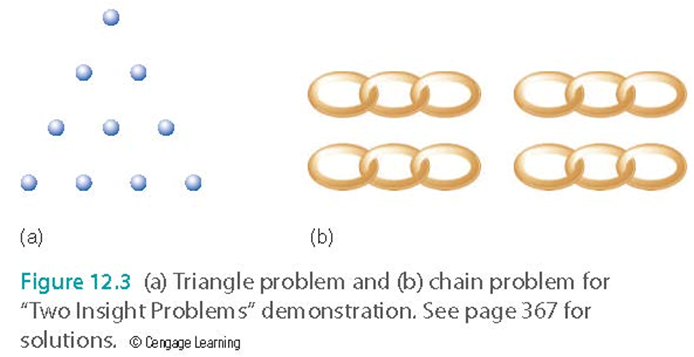 (a)
(b)
Figure 12.3 (a) Triangle problem and (b) chain problem for
“Two Insight Problems” demonstration. See page 367 for
solutions. © Cengage Learning